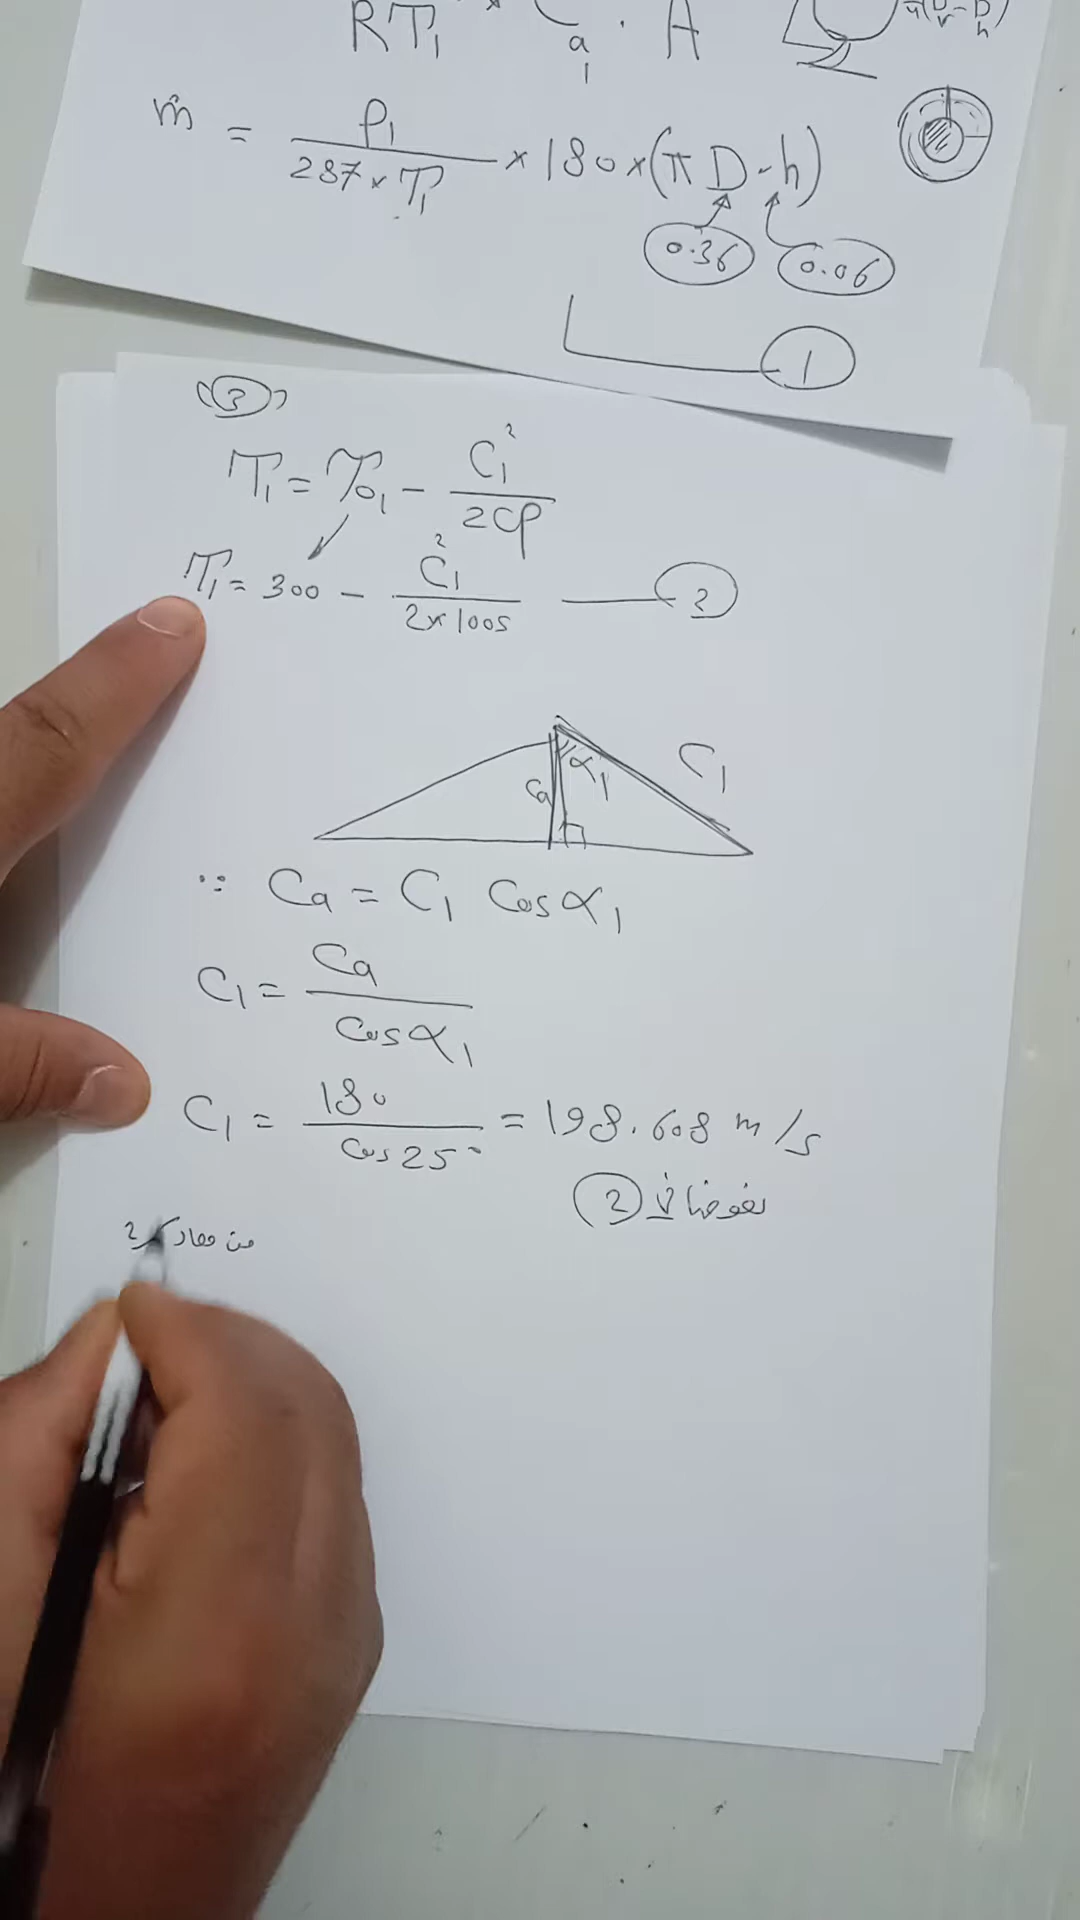 RT₁ × C a 1 . A
ṁ = P₁ / 287 × T₁ × 180 × (π D - h)
0.36 0.06
1
(3)
T₁ = T₀₁ - C₁² / 2CP
T₁ = 300 - C₁² / 2 × 1005 — 2
Ca α₁ C₁
∵ Ca = C₁ Cos α₁
C₁ = Ca / Cos α₁
C₁ = 180 / Cos 25° = 198.608 m/s
نعوضها في 2
من معادلة 2